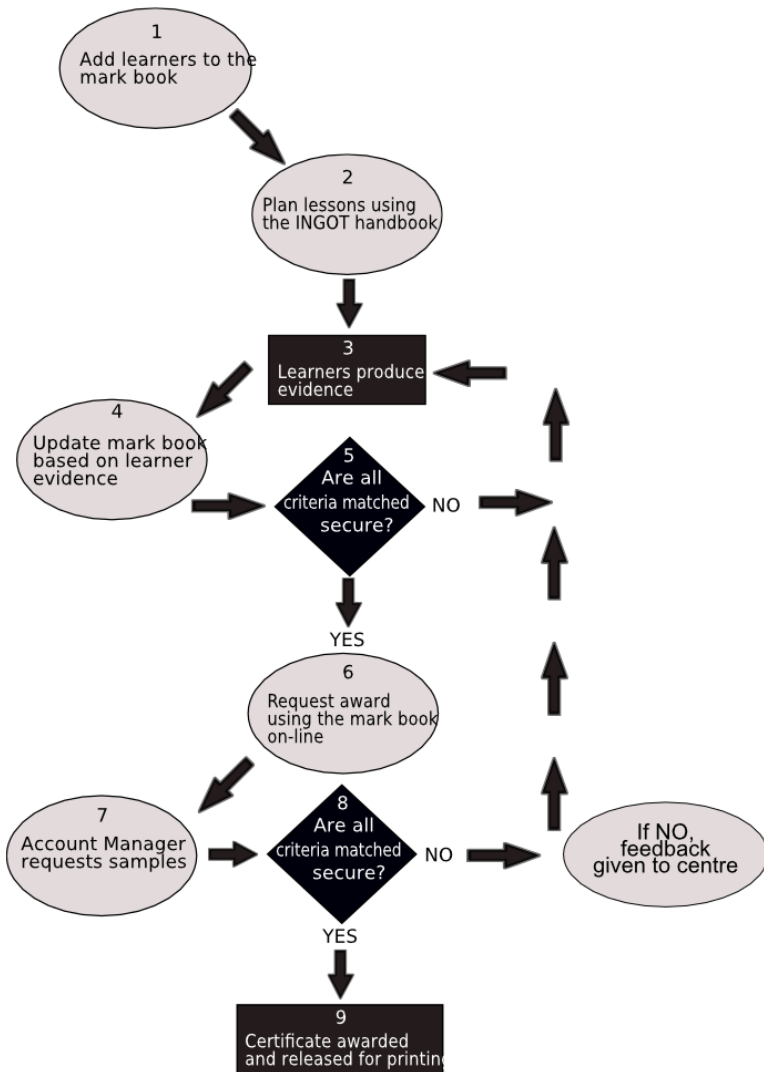 1
Add learners to the
mark book
2
Plan lessons using
the INGOT handbook
3
Learners produce
evidence
4
Update mark book
based on learner
evidence
5
Are all
criteria matched
secure?
NO
YES
6
Request award
using the mark book
on-line
7
Account Manager
requests samples
8
Are all
criteria matched
secure?
NO
If NO,
feedback
given to centre
YES
9
Certificate awarded
and released for printing